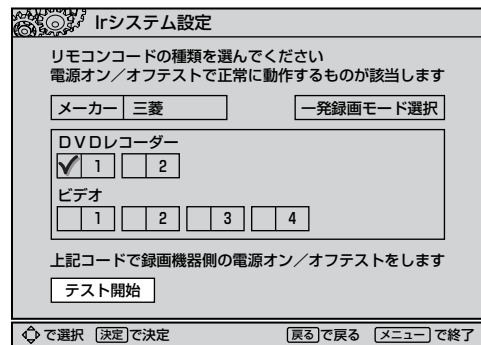 Irシステム設定
リモコンコードの種類を選んでください
電源オン／オフテストで正常に動作するものが該当します
メーカー 三菱 一発録画モード選択
ＤＶＤレコーダー
1 2
ビデオ
1 2 3 4
上記コードで録画機器側の電源オン／オフテストをします
テスト開始
で選択 決定で決定 戻るで戻る メニューで終了